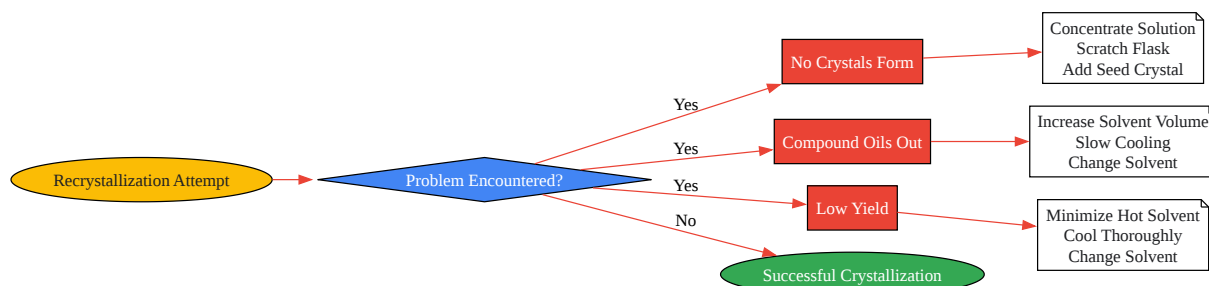 Recrystallization Attempt
Problem Encountered?
Yes
No Crystals Form
Concentrate Solution
Scratch Flask
Add Seed Crystal
Yes
Compound Oils Out
Increase Solvent Volume
Slow Cooling
Change Solvent
Yes
Low Yield
Minimize Hot Solvent
Cool Thoroughly
Change Solvent
No
Successful Crystallization